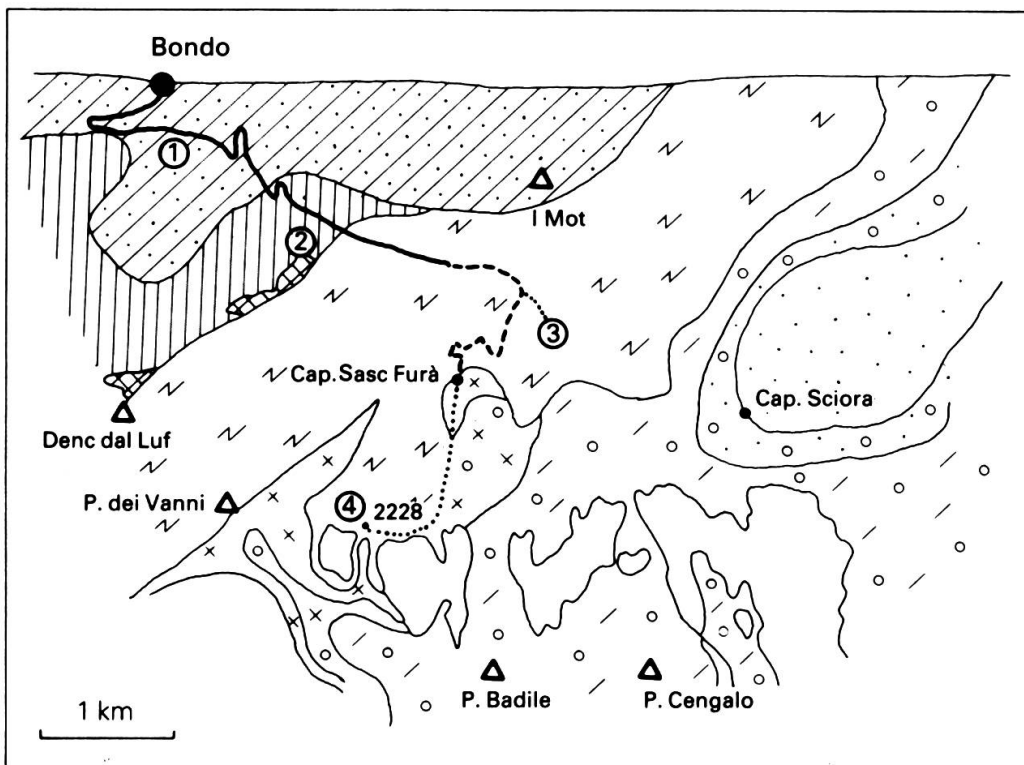 Bondo
1
I Mot
2
3
Cap. Sasc Furà
Cap. Sciora
Denc dal Luf
P. dei Vanni
4
2228
P. Badile
P. Cengalo
1 km